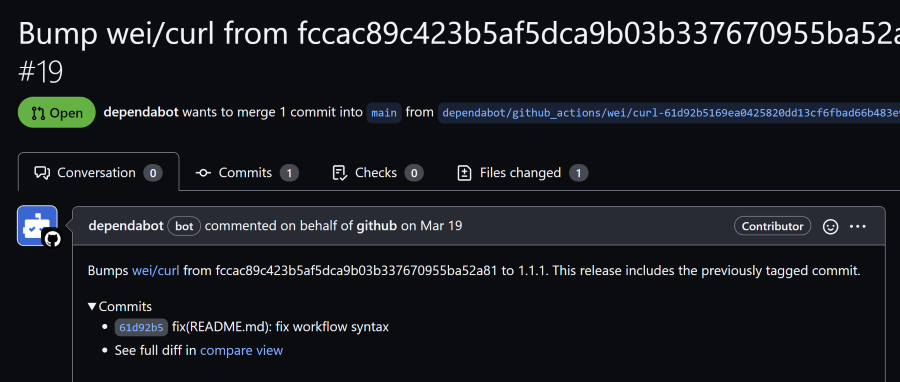 Bump wei/curl from fccac89c423b5af5dca9b03b337670955ba52a
#19
Open dependabot wants to merge 1 commit into main from dependabot/github_actions/wei/curl-61d92b5169ea0425820dd13cf6fbad66b483e
Conversation 0 Commits 1 Checks 0 Files changed 1
dependabot bot commented on behalf of github on Mar 19 Contributor
Bumps wei/curl from fccac89c423b5af5dca9b03b337670955ba52a81 to 1.1.1. This release includes the previously tagged commit.
▼Commits
• 61d92b5 fix(README.md): fix workflow syntax
• See full diff in compare view